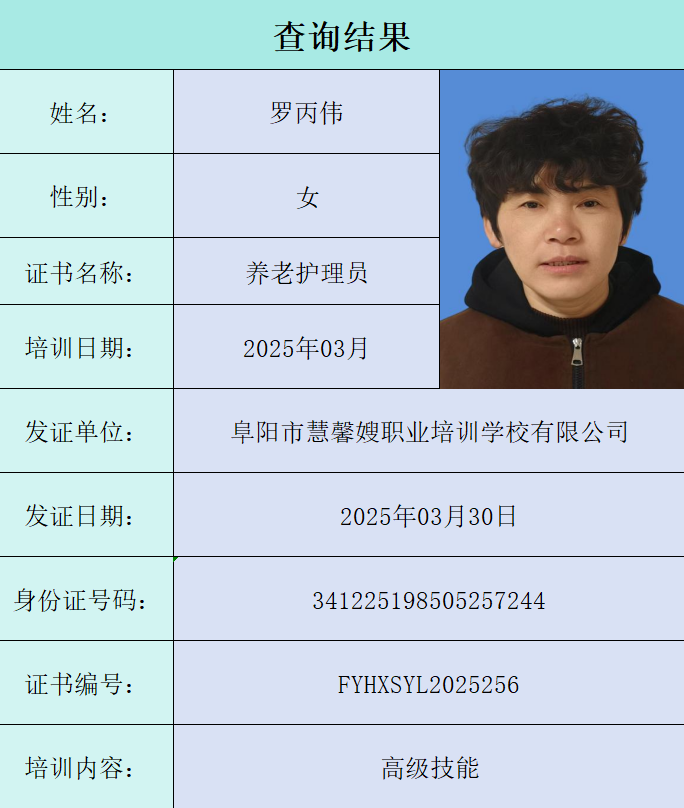 查询结果
姓名： 罗丙伟
性别： 女
证书名称： 养老护理员
培训日期： 2025年03月
发证单位： 阜阳市慧馨嫂职业培训学校有限公司
发证日期： 2025年03月30日
身份证号码： 341225198505257244
证书编号： FYHXSYL2025256
培训内容： 高级技能